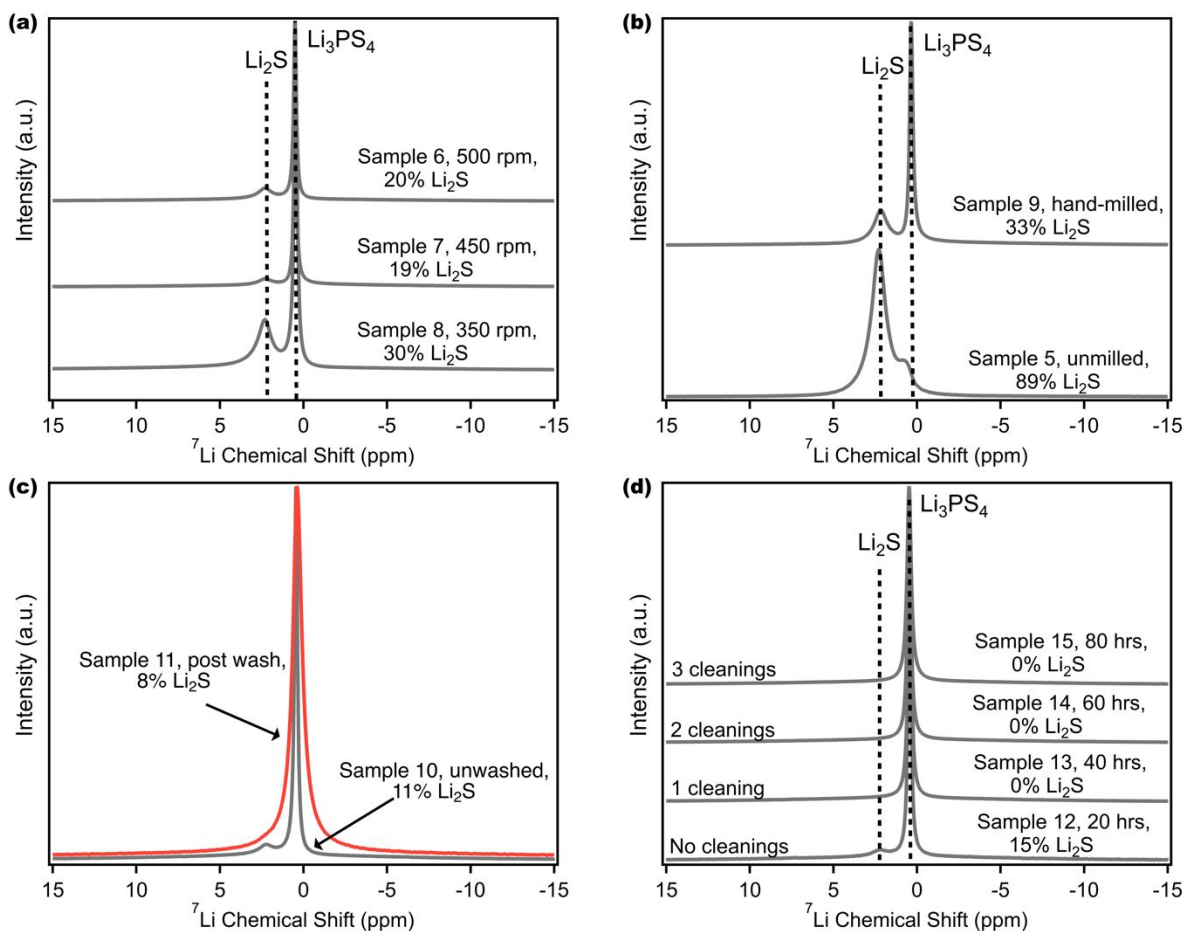 (a)
Li₃PS₄
Li₂S
Sample 6, 500 rpm,
20% Li₂S
Sample 7, 450 rpm,
19% Li₂S
Sample 8, 350 rpm,
30% Li₂S
Intensity (a.u.)
15 10 5 0 -5 -10 -15
⁷Li Chemical Shift (ppm)
(b)
Li₃PS₄
Li₂S
Sample 9, hand-milled,
33% Li₂S
Sample 5, unmilled,
89% Li₂S
Intensity (a.u.)
15 10 5 0 -5 -10 -15
⁷Li Chemical Shift (ppm)
(c)
Sample 11, post wash,
8% Li₂S
Sample 10, unwashed,
11% Li₂S
Intensity (a.u.)
15 10 5 0 -5 -10 -15
⁷Li Chemical Shift (ppm)
(d)
Li₃PS₄
Li₂S
3 cleanings
Sample 15, 80 hrs,
0% Li₂S
2 cleanings
Sample 14, 60 hrs,
0% Li₂S
1 cleaning
Sample 13, 40 hrs,
0% Li₂S
No cleanings
Sample 12, 20 hrs,
15% Li₂S
Intensity (a.u.)
15 10 5 0 -5 -10 -15
⁷Li Chemical Shift (ppm)